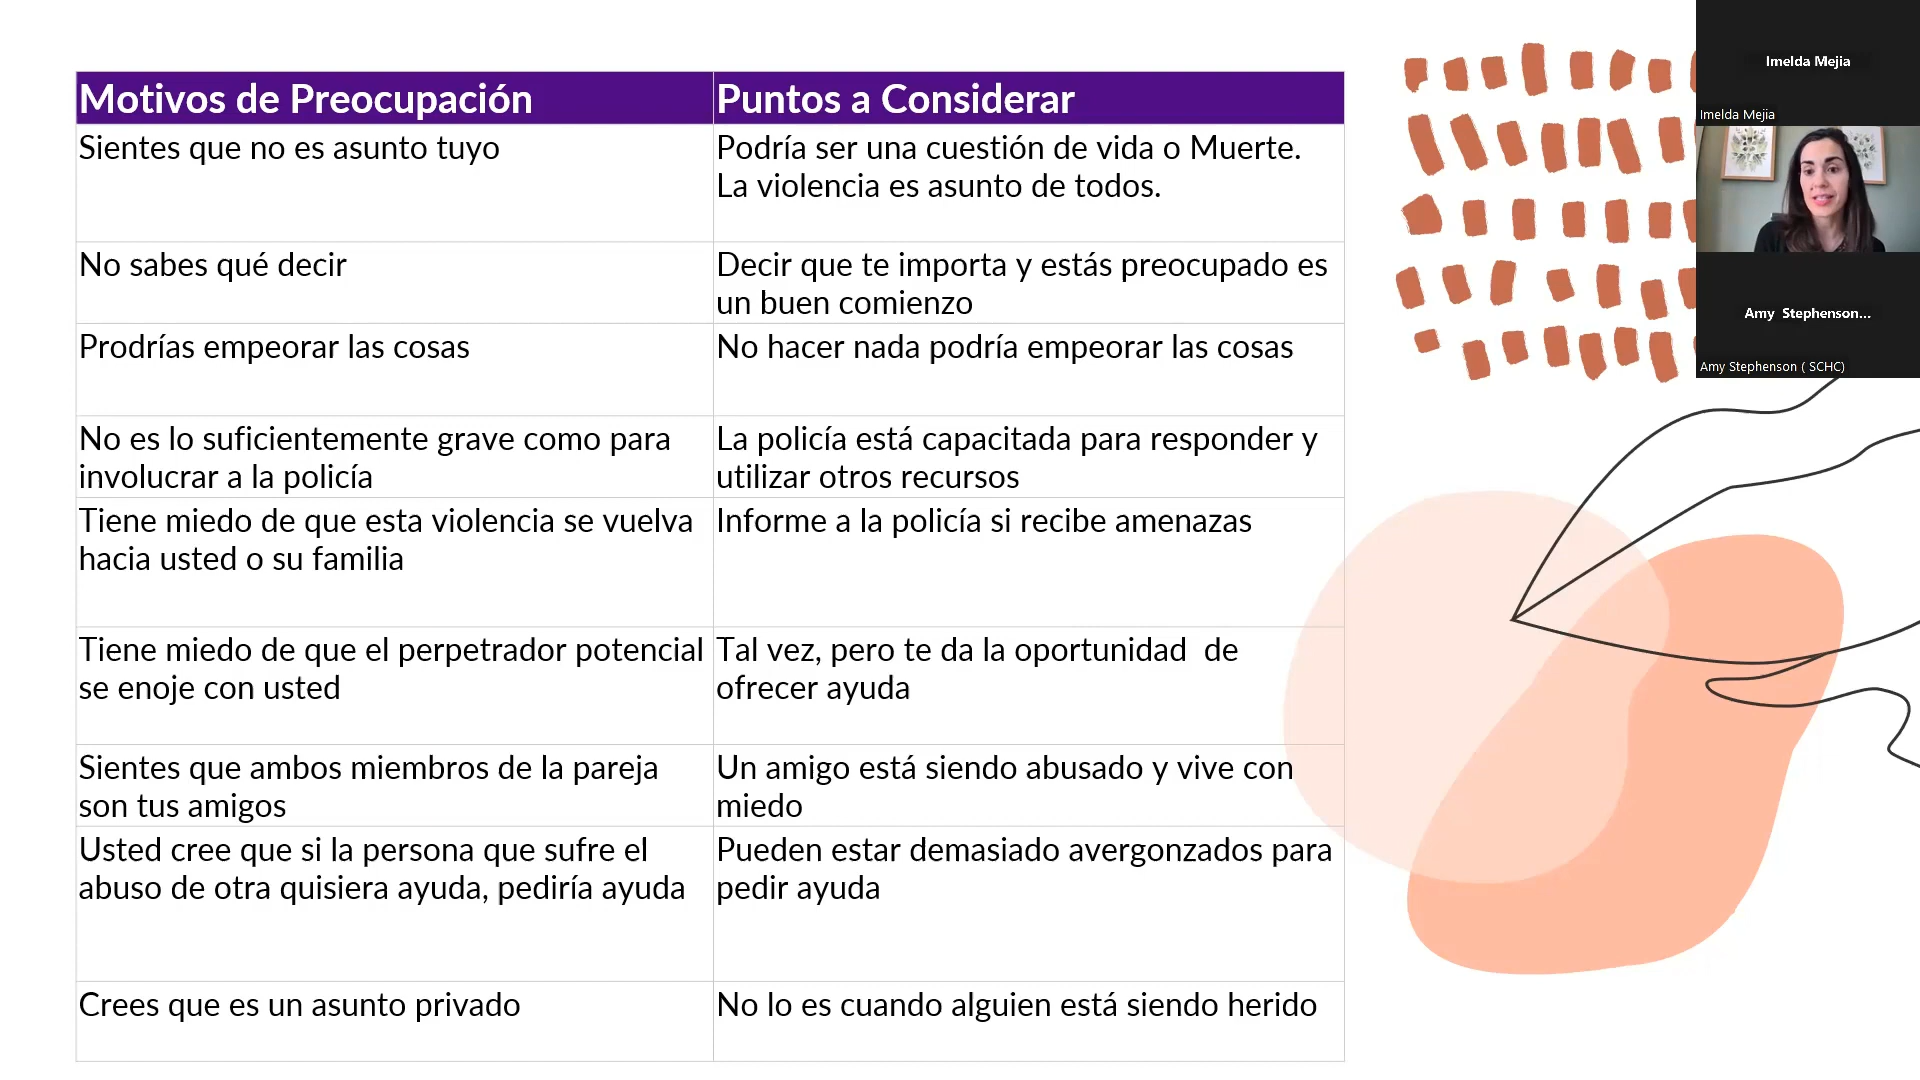 Motivos de Preocupación
Puntos a Considerar
Sientes que no es asunto tuyo
Podría ser una cuestión de vida o Muerte.
La violencia es asunto de todos.
No sabes qué decir
Decir que te importa y estás preocupado es
un buen comienzo
Prodrías empeorar las cosas
No hacer nada podría empeorar las cosas
No es lo suficientemente grave como para
involucrar a la policía
La policía está capacitada para responder y
utilizar otros recursos
Tiene miedo de que esta violencia se vuelva
hacia usted o su familia
Informe a la policía si recibe amenazas
Tiene miedo de que el perpetrador potencial
se enoje con usted
Tal vez, pero te da la oportunidad  de
ofrecer ayuda
Sientes que ambos miembros de la pareja
son tus amigos
Un amigo está siendo abusado y vive con
miedo
Usted cree que si la persona que sufre el
abuso de otra quisiera ayuda, pediría ayuda
Pueden estar demasiado avergonzados para
pedir ayuda
Crees que es un asunto privado
No lo es cuando alguien está siendo herido
Imelda Mejia
Imelda Mejia
Amy Stephenson...
Amy Stephenson ( SCHC)